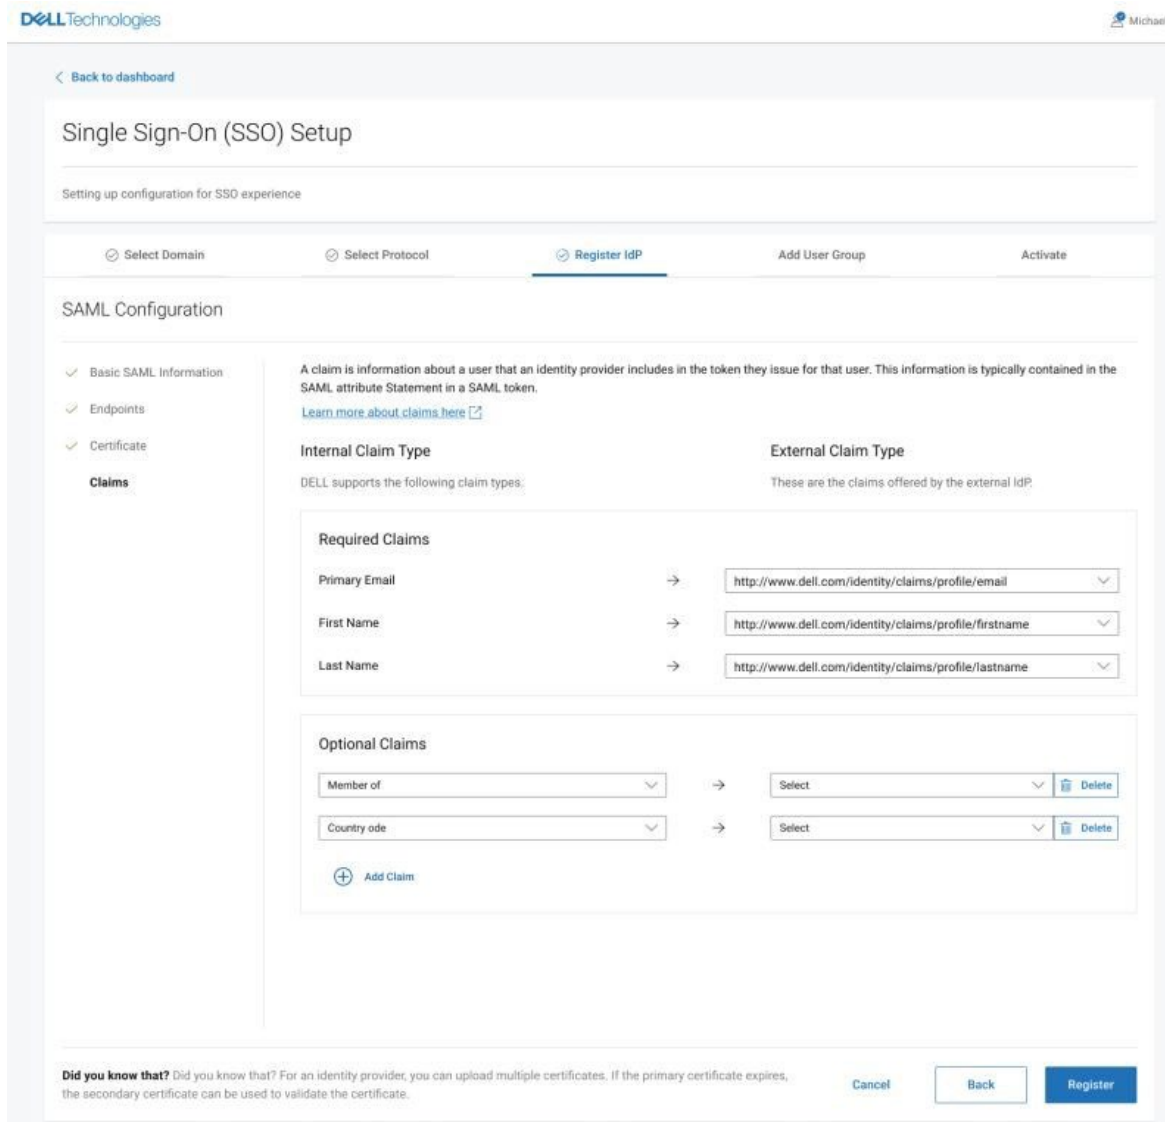 DELLTechnologies
Michael
Back to dashboard
Single Sign-On (SSO) Setup
Setting up configuration for SSO experience
Select Domain
Select Protocol
Register IdP
Add User Group
Activate
SAML Configuration
Basic SAML Information
Endpoints
Certificate
Claims
A claim is information about a user that an identity provider includes in the token they issue for that user. This information is typically contained in the
SAML attribute Statement in a SAML token.
Learn more about claims here
Internal Claim Type
External Claim Type
DELL supports the following claim types.
These are the claims offered by the external IdP.
Required Claims
Primary Email
http://www.dell.com/identity/claims/profile/email
First Name
http://www.dell.com/identity/claims/profile/firstname
Last Name
http://www.dell.com/identity/claims/profile/lastname
Optional Claims
Member of
Select
Delete
Country ode
Select
Delete
Add Claim
Did you know that? Did you know that? For an identity provider, you can upload multiple certificates. If the primary certificate expires,
the secondary certificate can be used to validate the certificate.
Cancel
Back
Register